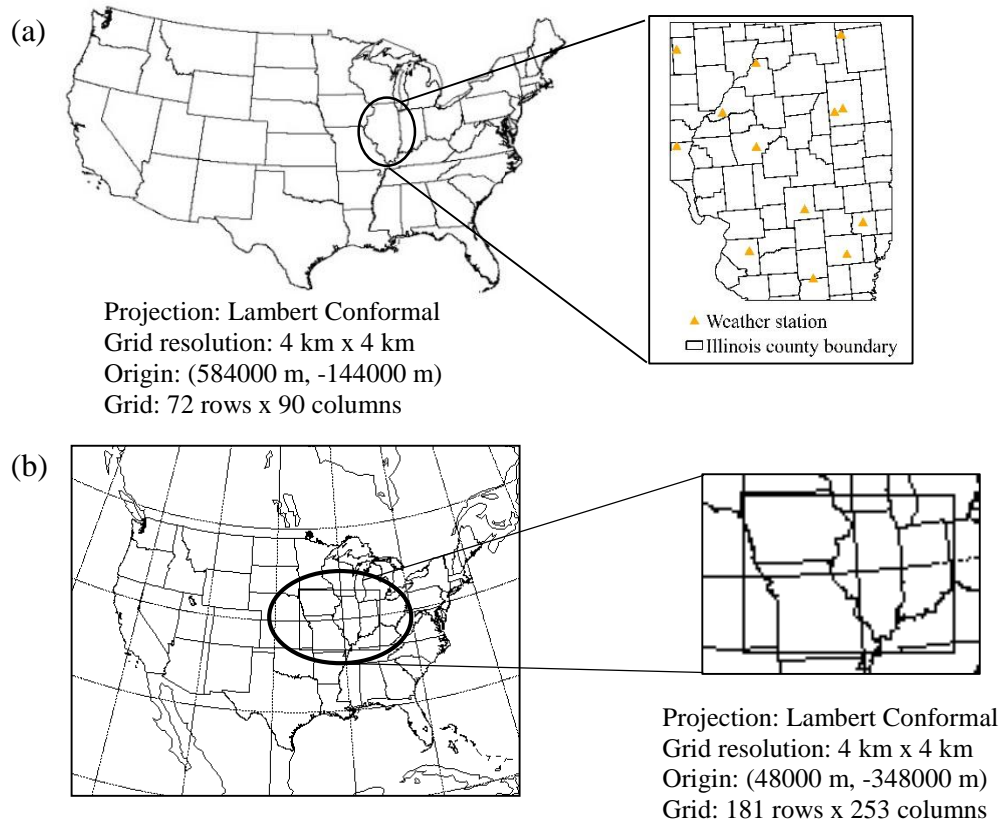 (a)
Weather station
Illinois county boundary
Projection: Lambert Conformal
Grid resolution: 4 km x 4 km
Origin: (584000 m, -144000 m)
Grid: 72 rows x 90 columns
(b)
Projection: Lambert Conformal
Grid resolution: 4 km x 4 km
Origin: (48000 m, -348000 m)
Grid: 181 rows x 253 columns